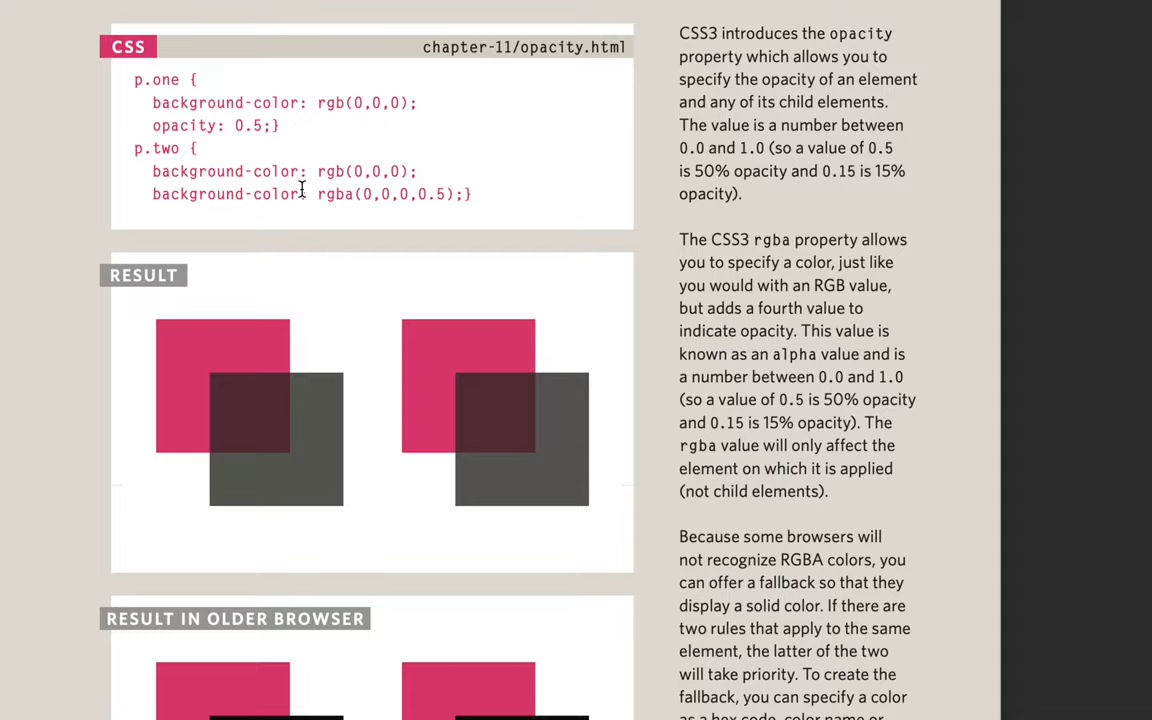 CSS
chapter-11/opacity.html
p.one {
background-color: rgb(0,0,0);
opacity: 0.5;}
p.two {
background-color: rgb(0,0,0);
background-color: rgba(0,0,0,0.5);}
RESULT
RESULT IN OLDER BROWSER
CSS3 introduces the opacity
property which allows you to
specify the opacity of an element
and any of its child elements.
The value is a number between
0.0 and 1.0 (so a value of 0.5
is 50% opacity and 0.15 is 15%
opacity).
The CSS3 rgba property allows
you to specify a color, just like
you would with an RGB value,
but adds a fourth value to
indicate opacity. This value is
known as an alpha value and is
a number between 0.0 and 1.0
(so a value of 0.5 is 50% opacity
and 0.15 is 15% opacity). The
rgba value will only affect the
element on which it is applied
(not child elements).
Because some browsers will
not recognize RGBA colors, you
can offer a fallback so that they
display a solid color. If there are
two rules that apply to the same
element, the latter of the two
will take priority. To create the
fallback, you can specify a color
as a hex code, color name or